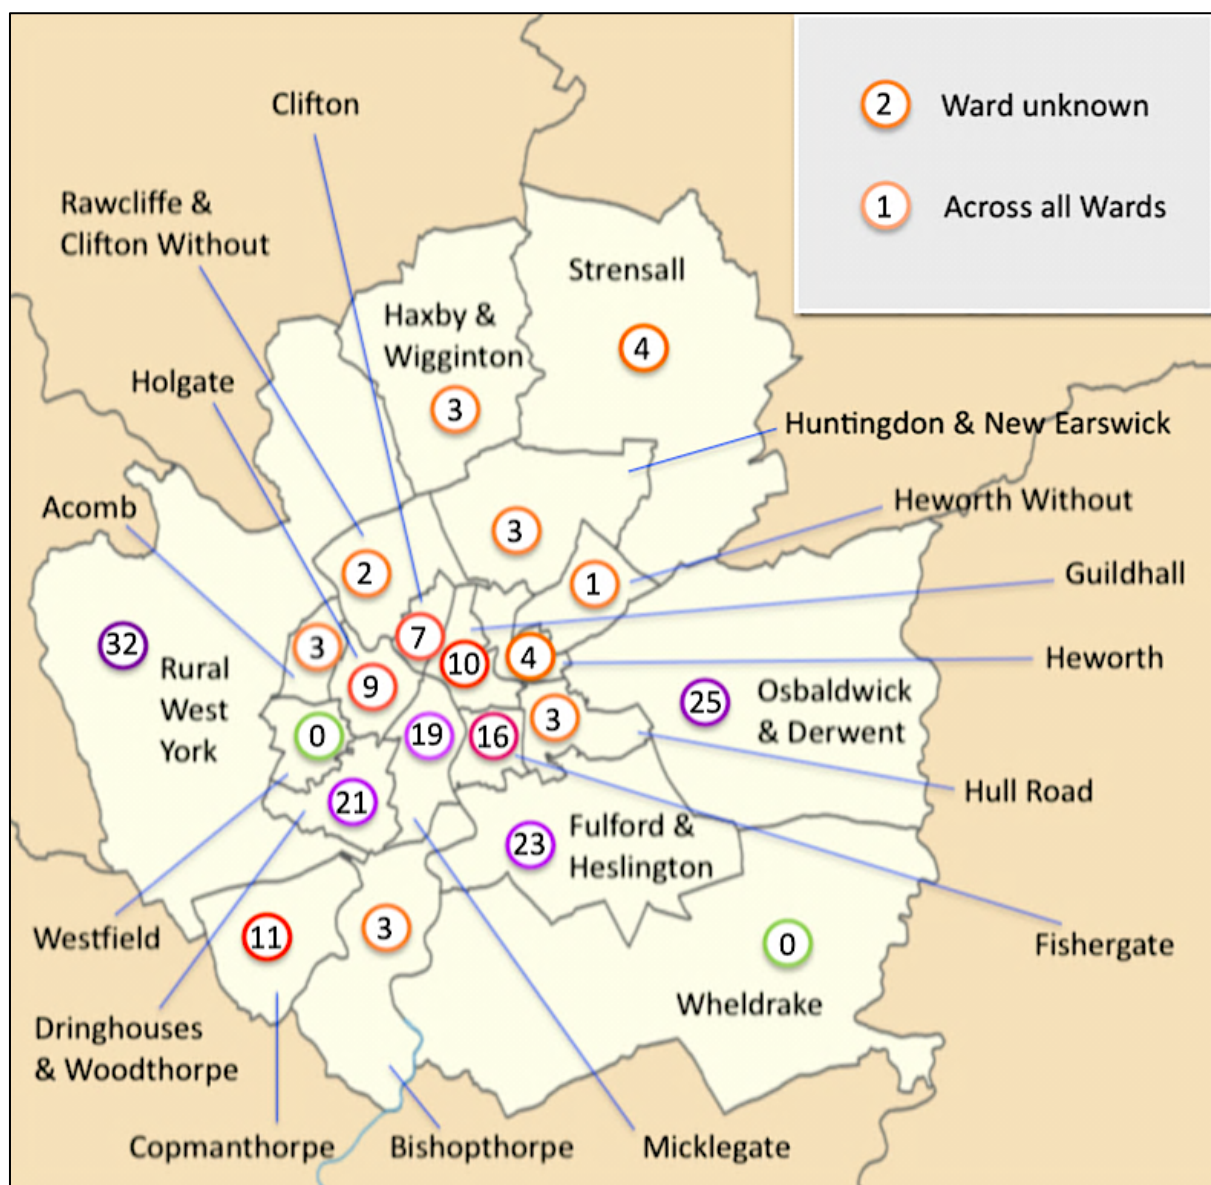 2 Ward unknown
1 Across all Wards
Clifton
Rawcliffe &
Clifton Without
Strensall
4
Haxby &
Wigginton
3
Holgate
Huntingdon & New Earswick
Acomb
Heworth Without
3
1
2
Guildhall
32
Rural
West
York
3
7
10
4
Heworth
9
25
Osbaldwick
& Derwent
0
19
16
3
Hull Road
21
23
Fulford &
Heslington
Westfield
11
3
0
Fishergate
Wheldrake
Dringhouses
& Woodthorpe
Copmanthorpe
Bishopthorpe
Micklegate